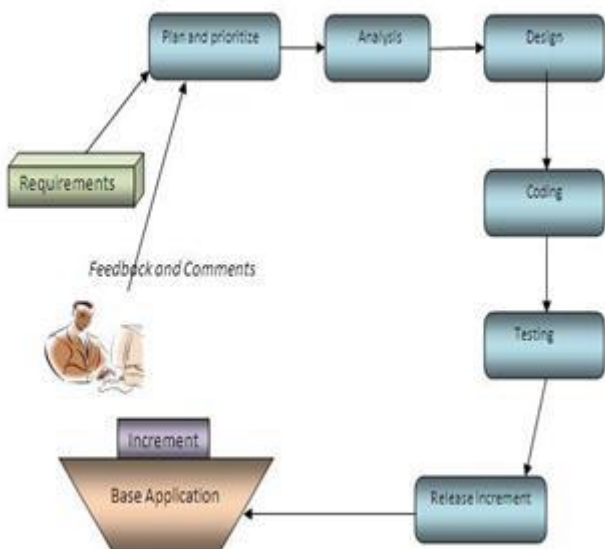 Plan and prioritize
Analysis
Design
Requirements
Coding
Feedback and Comments
Testing
Increment
Base Application
Release Increment